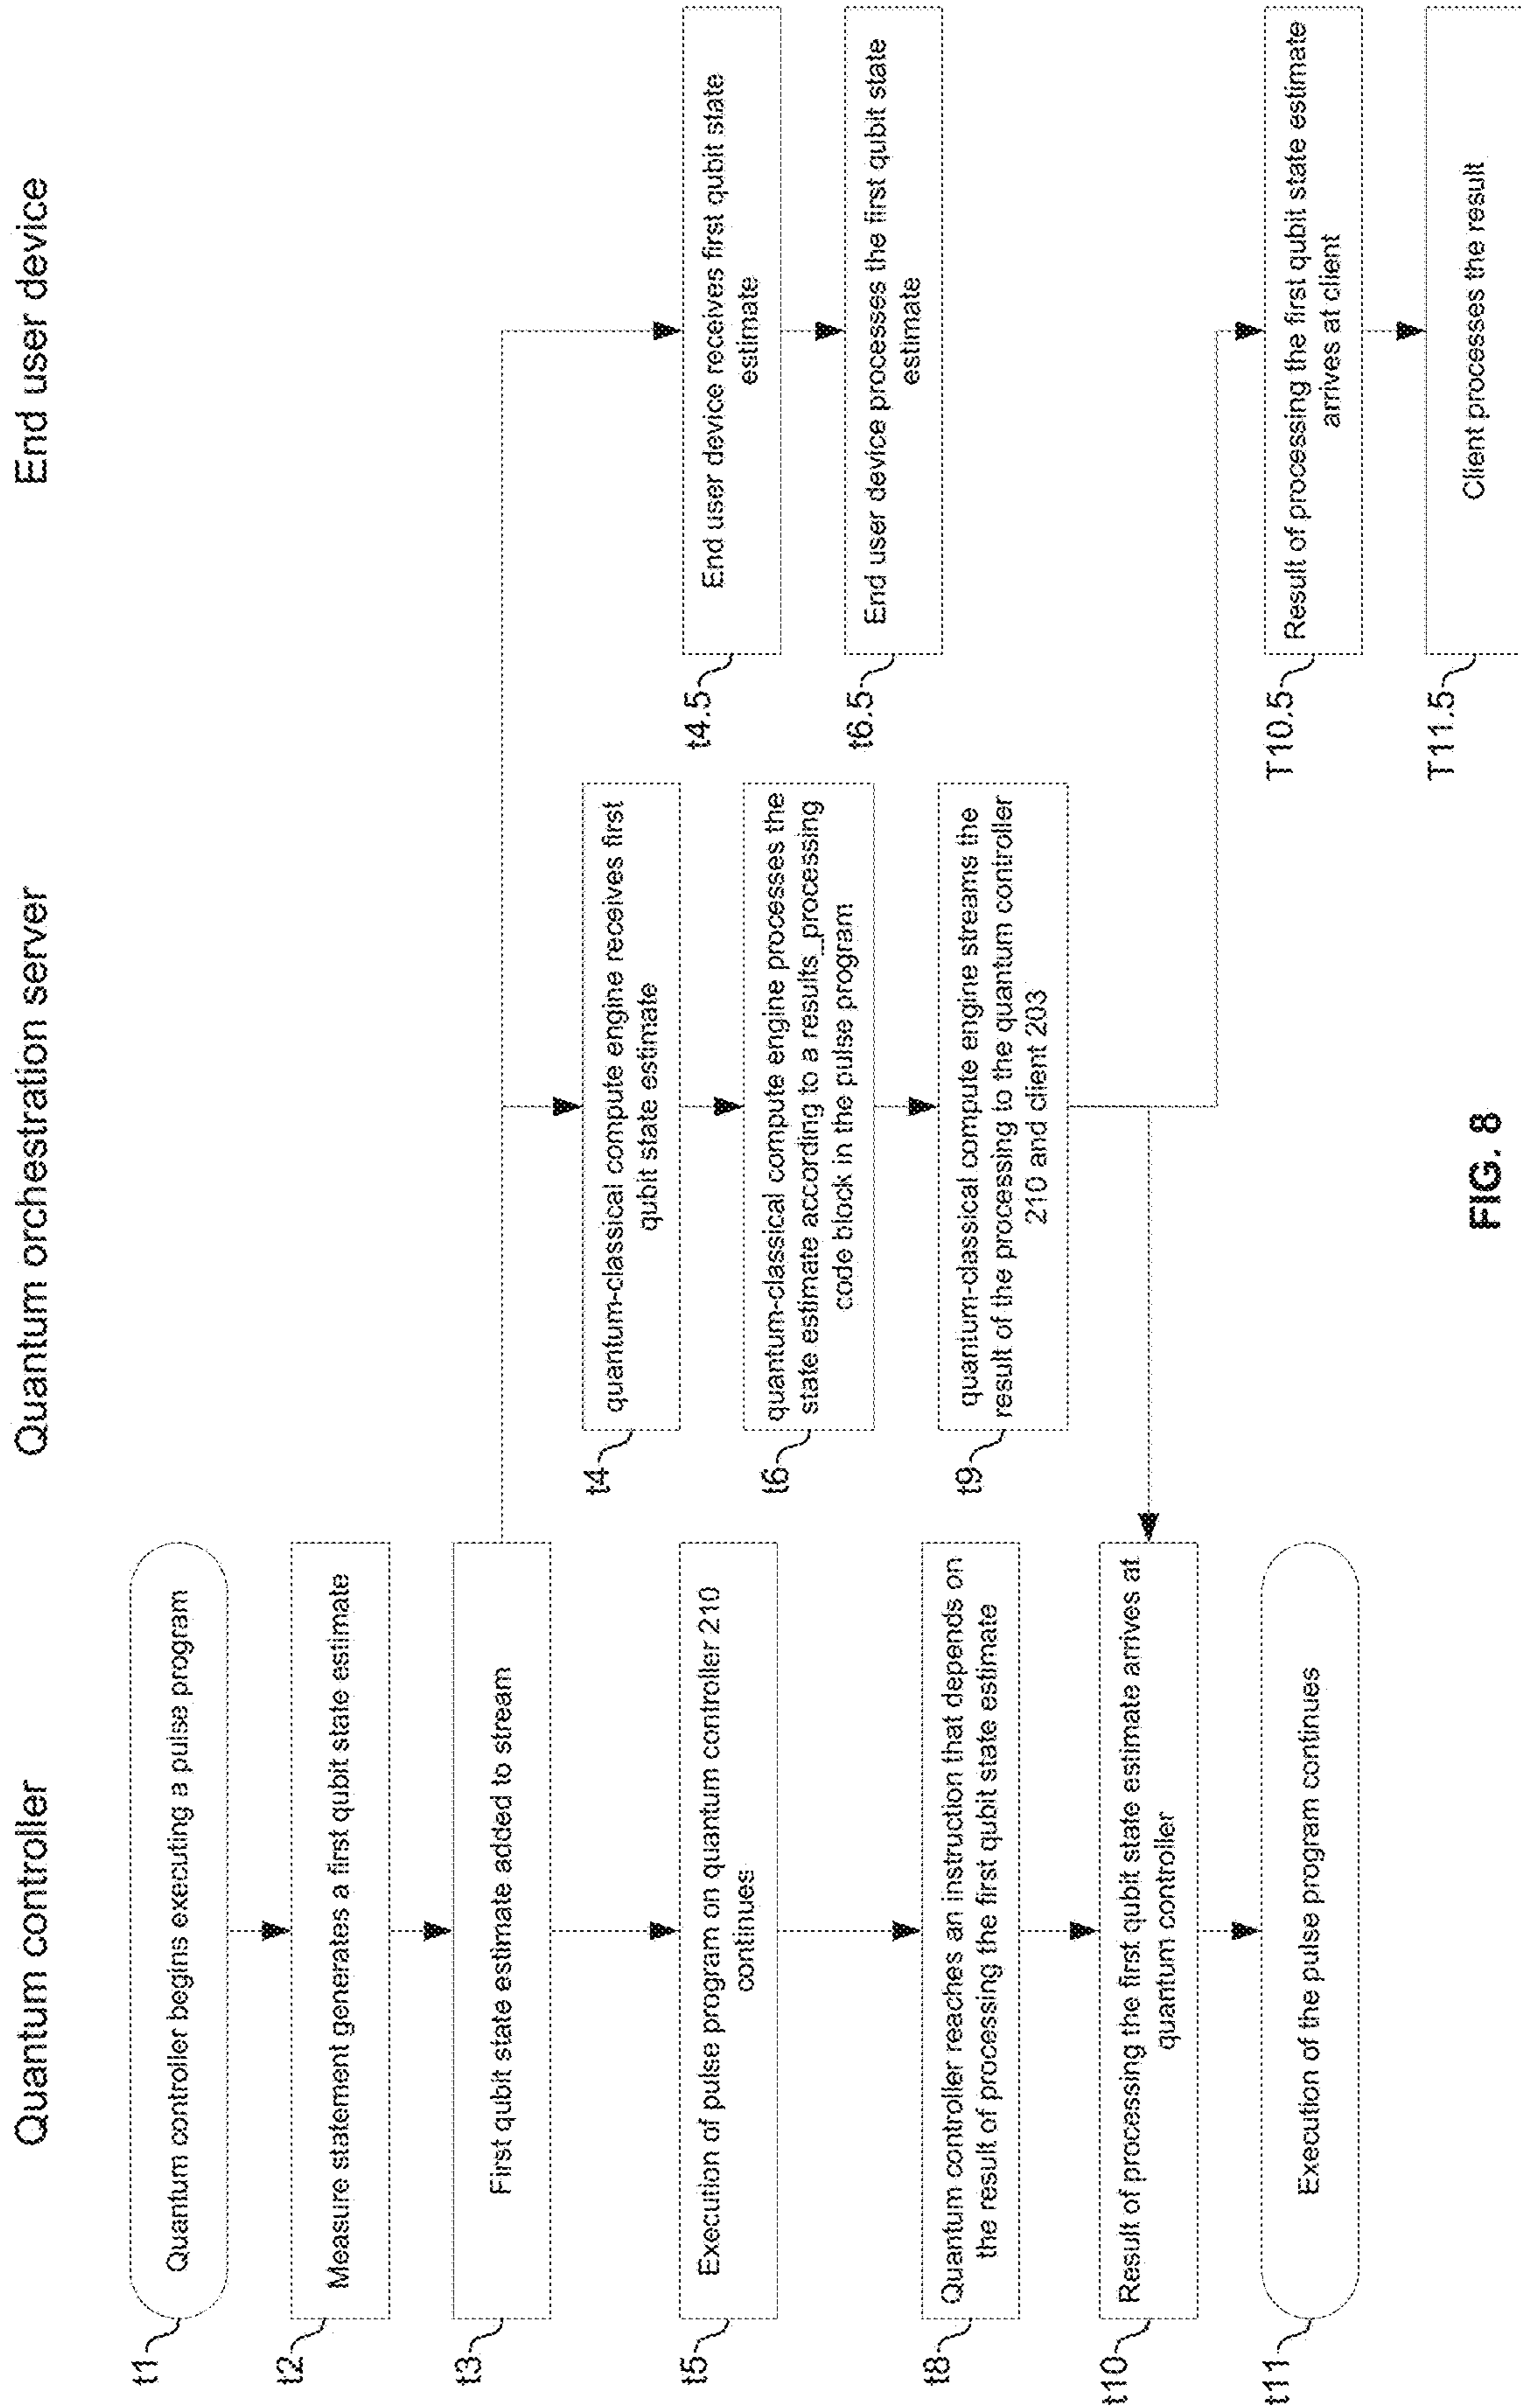 Quantum controller
Quantum orchestration server
End user device
t1
Quantum controller begins executing a pulse program
t2
Measure statement generates a first qubit state estimate
t3
First qubit state estimate added to stream
t4
quantum-classical compute engine receives first
qubit state estimate
t4.5
End user device receives first qubit state
estimate
t5
Execution of pulse program on quantum controller 210
continues
t6
quantum-classical compute engine processes the
state estimate according to a results_processing
code block in the pulse program
t6.5
End user device processes the first qubit state
estimate
t8
Quantum controller reaches an instruction that depends on
the result of processing the first qubit state estimate
t9
quantum-classical compute engine streams the
result of the processing to the quantum controller
210 and client 203
t10
Result of processing the first qubit state estimate arrives at
quantum controller
T10.5
Result of processing the first qubit state estimate
arrives at client
t11
Execution of the pulse program continues
T11.5
Client processes the result
FIG. 8